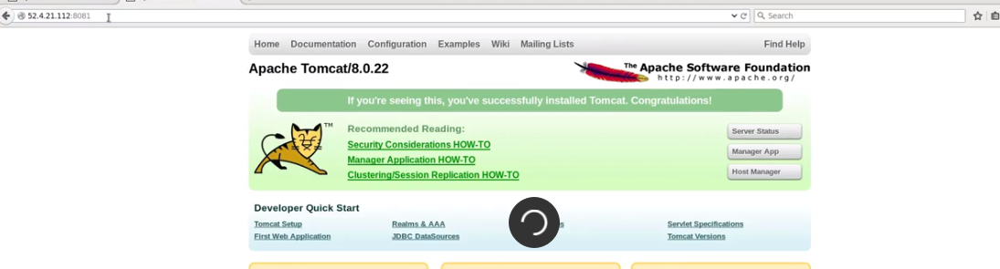 52.4.21.112:8081
Search
Home Documentation Configuration Examples Wiki Mailing Lists Find Help
Apache Tomcat/8.0.22
The Apache Software Foundation
http://www.apache.org/
If you're seeing this, you've successfully installed Tomcat. Congratulations!
TM
Recommended Reading:
Security Considerations HOW-TO
Manager Application HOW-TO
Clustering/Session Replication HOW-TO
Server Status
Manager App
Host Manager
Developer Quick Start
Tomcat Setup
Realms & AAA
Servlet Specifications
First Web Application
JDBC DataSources
Tomcat Versions